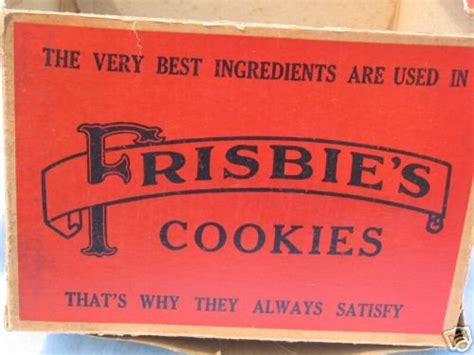 THE VERY BEST INGREDIENTS ARE USED IN
FRISBIE'S
COOKIES
THAT'S WHY THEY ALWAYS SATISFY